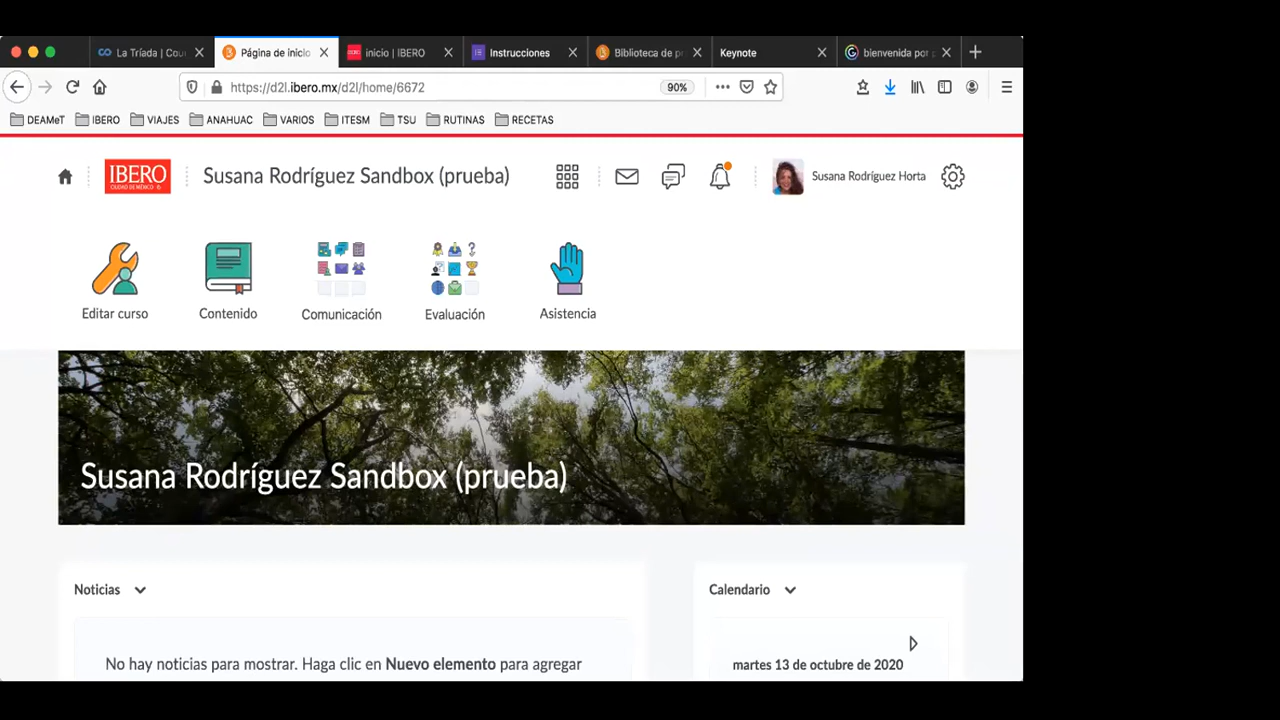 La Tríada | Cou
Página de inicio
inicio | IBERO
Instrucciones
Biblioteca de p
Keynote
bienvenida por
https://d2l.ibero.mx/d2l/home/6672
90%
DEAMeT
IBERO
VIAJES
ANAHUAC
VARIOS
ITESM
TSU
RUTINAS
RECETAS
IBERO
CIUDAD DE MÉXICO
Susana Rodríguez Sandbox (prueba)
Susana Rodríguez Horta
Editar curso
Contenido
Comunicación
Evaluación
Asistencia
Susana Rodríguez Sandbox (prueba)
Noticias
Calendario
No hay noticias para mostrar. Haga clic en Nuevo elemento para agregar
martes 13 de octubre de 2020